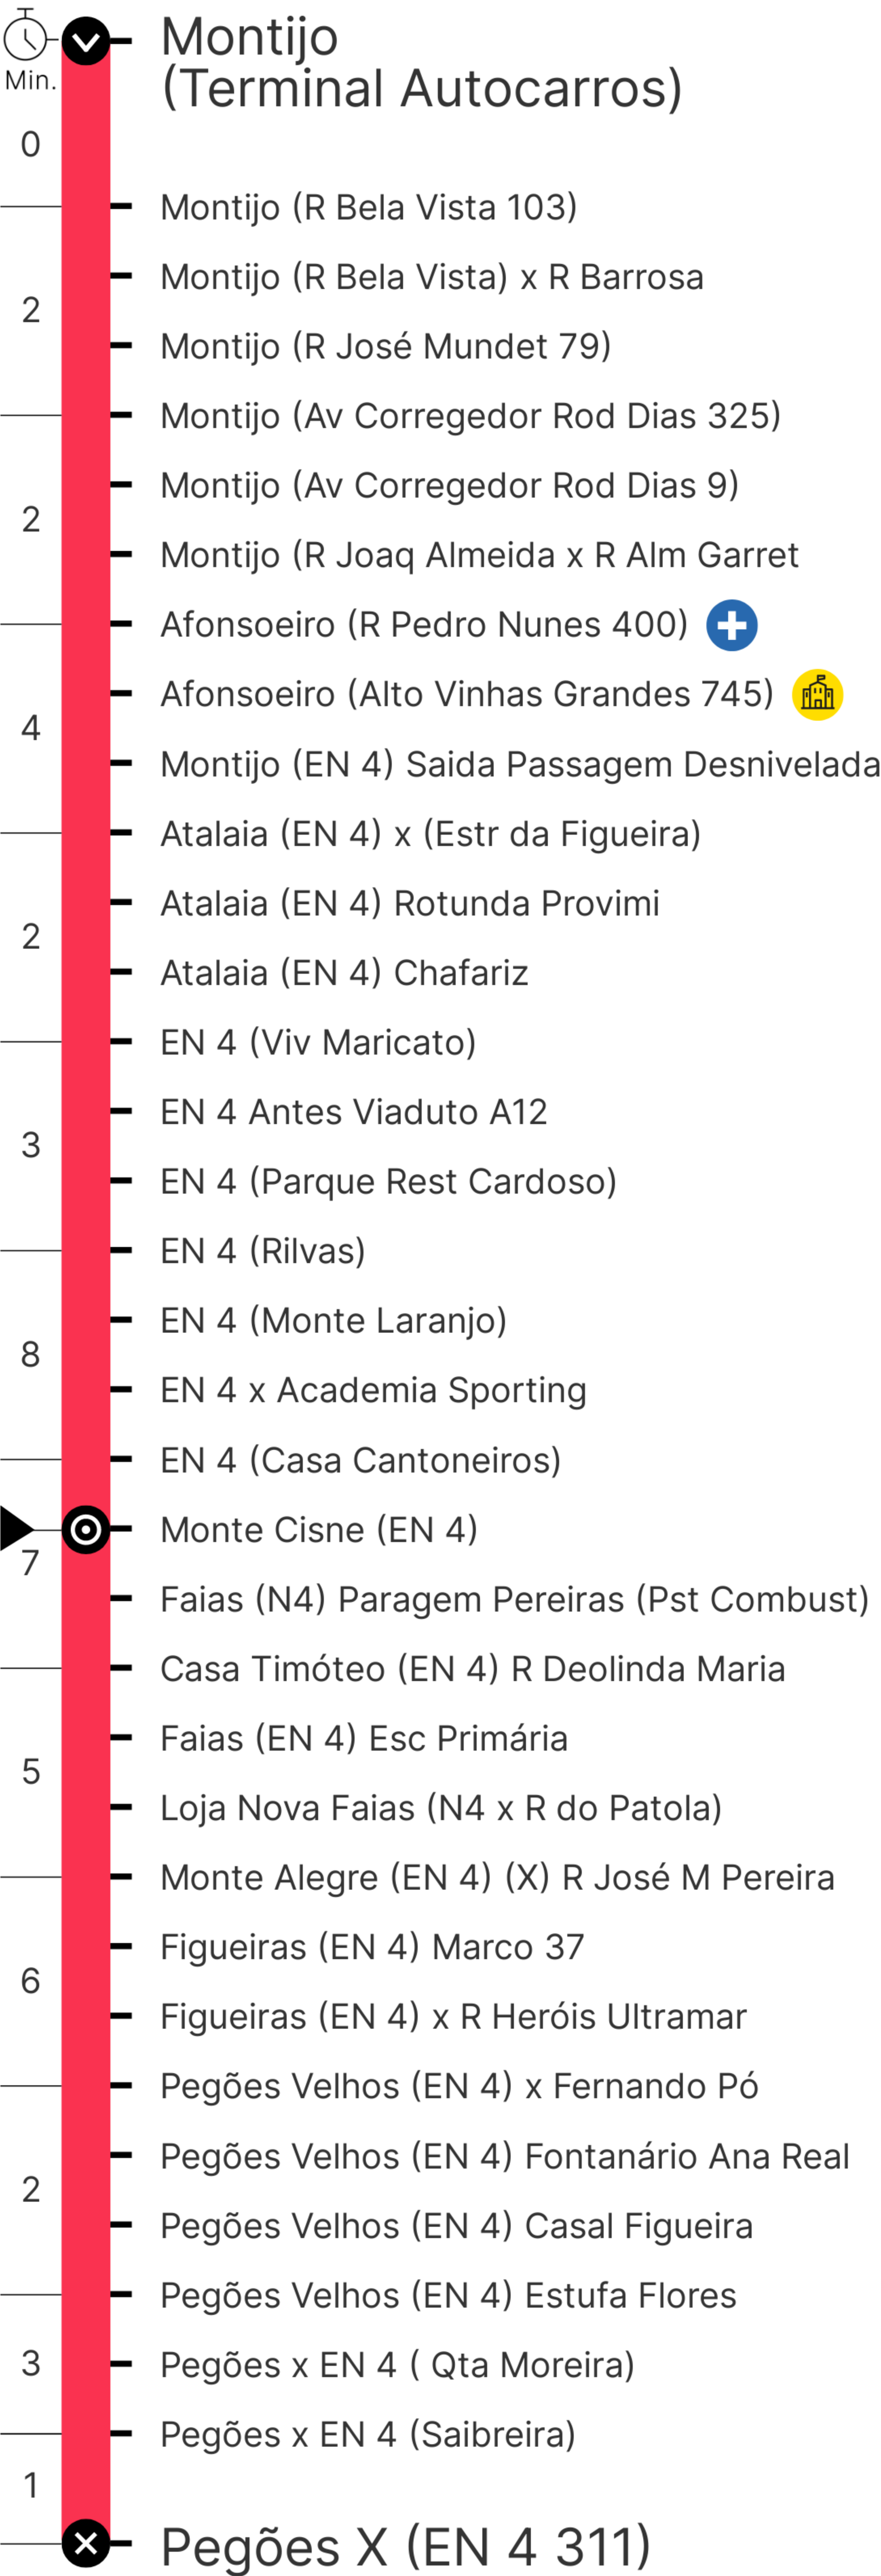 Montijo
(Terminal Autocarros)
Min.
0
Montijo (R Bela Vista 103)
Montijo (R Bela Vista) x R Barrosa
2
Montijo (R José Mundet 79)
Montijo (Av Corregedor Rod Dias 325)
Montijo (Av Corregedor Rod Dias 9)
2
Montijo (R Joaq Almeida x R Alm Garret
Afonsoeiro (R Pedro Nunes 400)
Afonsoeiro (Alto Vinhas Grandes 745)
4
Montijo (EN 4) Saida Passagem Desnivelada
Atalaia (EN 4) x (Estr da Figueira)
Atalaia (EN 4) Rotunda Provimi
2
Atalaia (EN 4) Chafariz
EN 4 (Viv Maricato)
EN 4 Antes Viaduto A12
3
EN 4 (Parque Rest Cardoso)
EN 4 (Rilvas)
EN 4 (Monte Laranjo)
8
EN 4 x Academia Sporting
EN 4 (Casa Cantoneiros)
Monte Cisne (EN 4)
7
Faias (N4) Paragem Pereiras (Pst Combust)
Casa Timóteo (EN 4) R Deolinda Maria
Faias (EN 4) Esc Primária
5
Loja Nova Faias (N4 x R do Patola)
Monte Alegre (EN 4) (X) R José M Pereira
Figueiras (EN 4) Marco 37
6
Figueiras (EN 4) x R Heróis Ultramar
Pegões Velhos (EN 4) x Fernando Pó
Pegões Velhos (EN 4) Fontanário Ana Real
2
Pegões Velhos (EN 4) Casal Figueira
Pegões Velhos (EN 4) Estufa Flores
3
Pegões x EN 4 ( Qta Moreira)
Pegões x EN 4 (Saibreira)
1
Pegões X (EN 4 311)